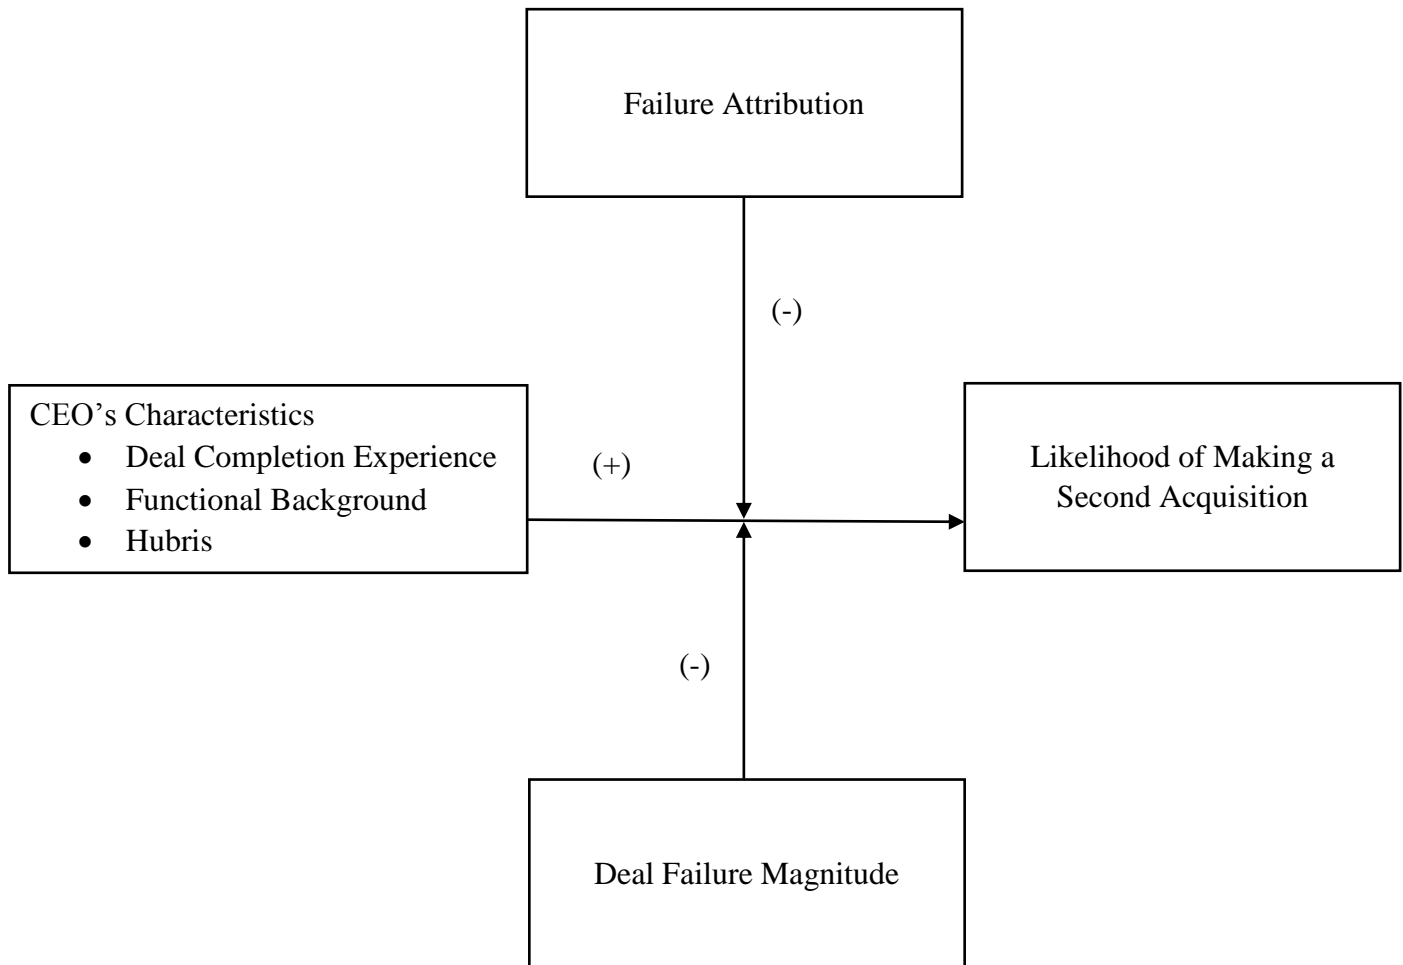 Failure Attribution
(-)
CEO’s Characteristics
• Deal Completion Experience
• Functional Background
• Hubris
(+)
Likelihood of Making a
Second Acquisition
(-)
Deal Failure Magnitude